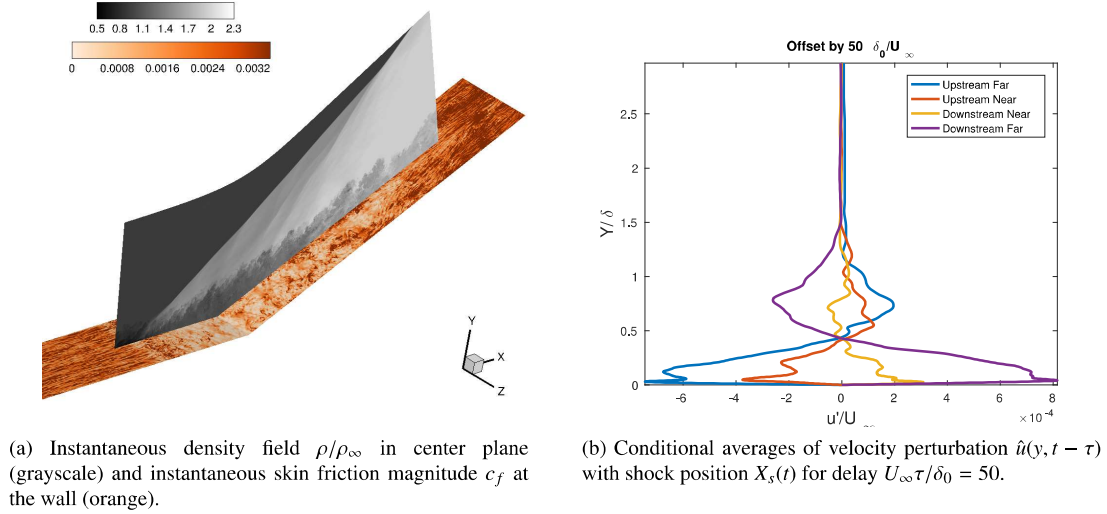 0.5 0.8 1.1 1.4 1.7 2 2.3
0 0.0008 0.0016 0.0024 0.0032
Y
X
Z
(a) Instantaneous density field ρ/ρ∞ in center plane
(grayscale) and instantaneous skin friction magnitude c_f at
the wall (orange).
Offset by 50 δ₀/U ∞
Upstream Far
Upstream Near
Downstream Near
Downstream Far
Y/δ
2.5
2
1.5
1
0.5
0
-6 -4 -2 0 2 4 6 8
×10⁻⁴
u'/U ∞
(b) Conditional averages of velocity perturbation û(y, t − τ)
with shock position X_s(t) for delay U∞τ/δ₀ = 50.